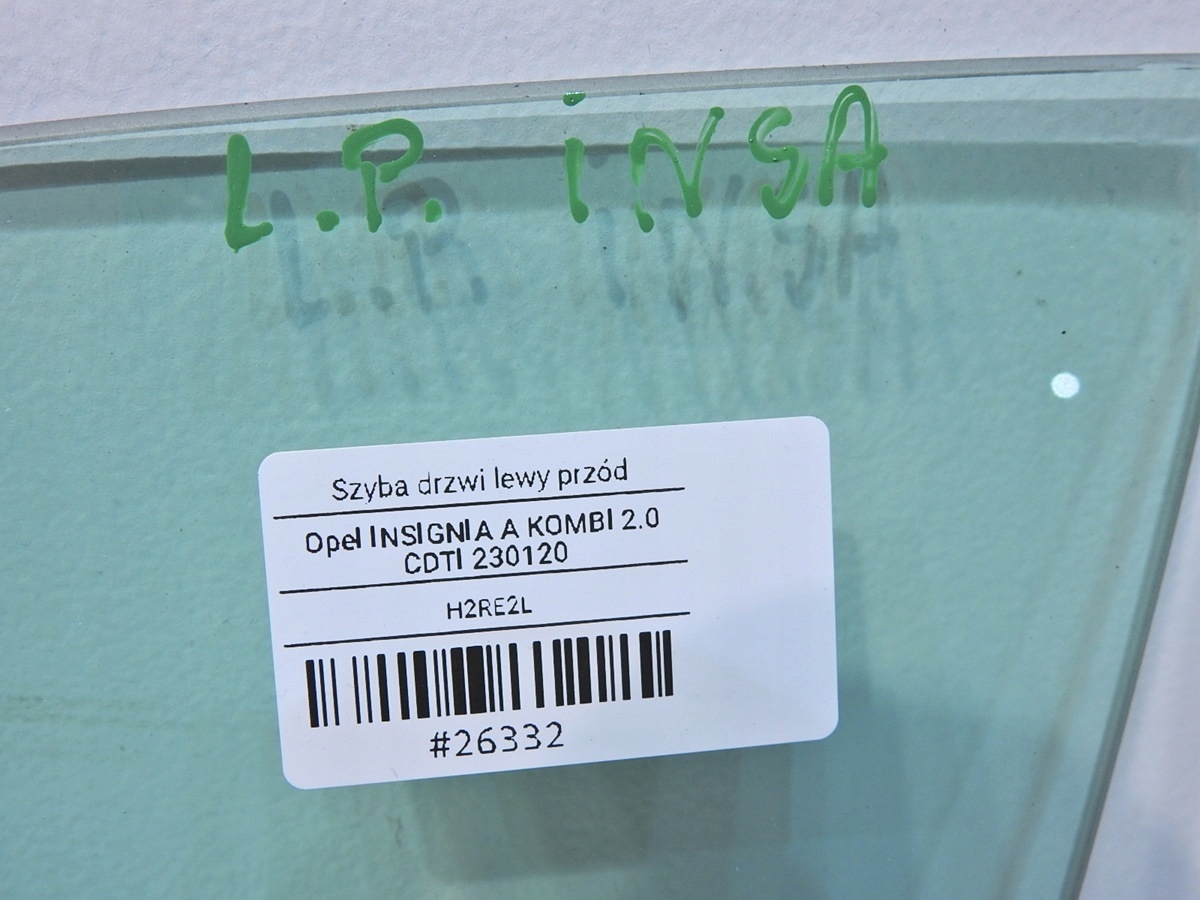 L.P. iNSA
Szyba drzwi lewy przód
Opel INSIGNIA A KOMBI 2.0
CDTI 230120
H2RE2L
#26332